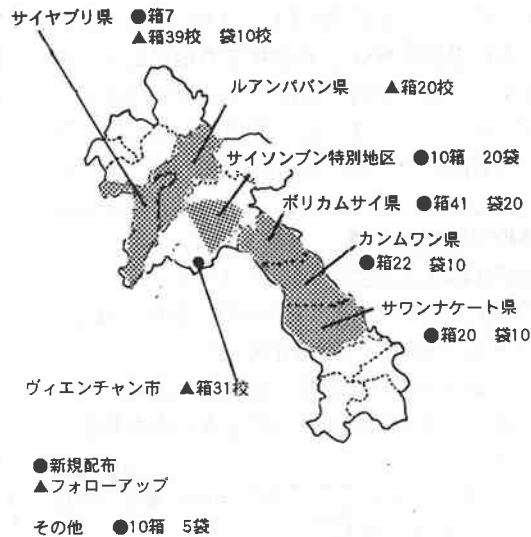 サイヤブリ県 ●箱7
▲箱39校 袋10校
ルアンパバン県 ▲箱20校
サイソンブン特別地区 ●10箱 20袋
ボリカムサイ県 ●箱41 袋20
カンムワン県
●箱22 袋10
サワンナケート県
●箱20 袋10
ヴィエンチャン市 ▲箱31校
●新規配布
▲フォローアップ
その他 ●10箱 5袋